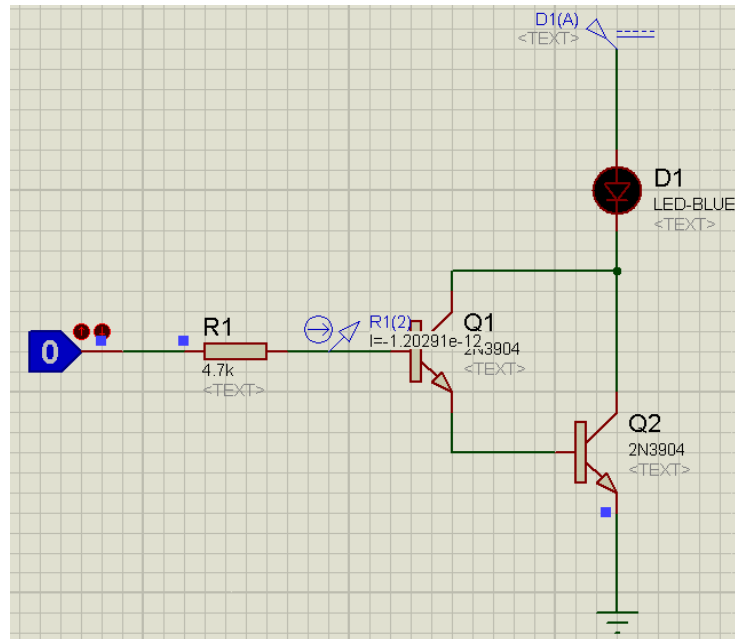 D1(A)
<TEXT>
D1
LED-BLUE
<TEXT>
R1
R1(2)
Q1
I=-1.20291e-12
2N3904
0
4.7k
<TEXT>
<TEXT>
Q2
2N3904
<TEXT>